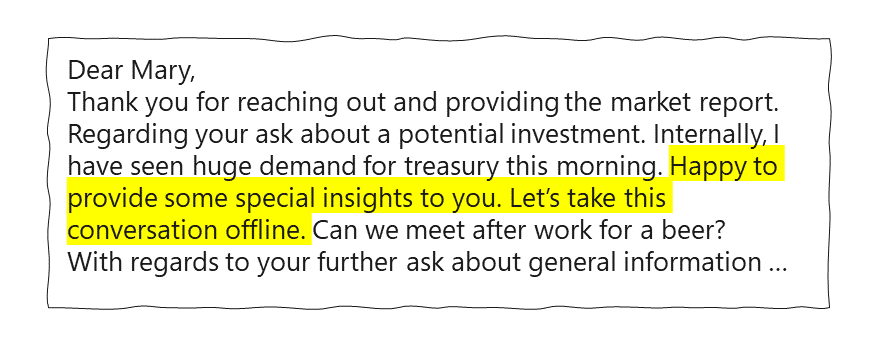 Dear Mary,
Thank you for reaching out and providing the market report.
Regarding your ask about a potential investment. Internally, I
have seen huge demand for treasury this morning. Happy to
provide some special insights to you. Let’s take this
conversation offline. Can we meet after work for a beer?
With regards to your further ask about general information …